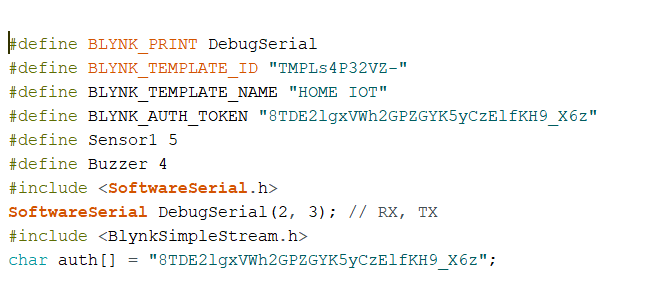 #define BLYNK_PRINT DebugSerial
#define BLYNK_TEMPLATE_ID "TMPLs4P32VZ-"
#define BLYNK_TEMPLATE_NAME "HOME IOT"
#define BLYNK_AUTH_TOKEN "8TDE2lgxVWh2GPZGYK5yCzElfKH9_X6z"
#define Sensor1 5
#define Buzzer 4
#include <SoftwareSerial.h>
SoftwareSerial DebugSerial(2, 3); // RX, TX
#include <BlynkSimpleStream.h>
char auth[] = "8TDE2lgxVWh2GPZGYK5yCzElfKH9_X6z";